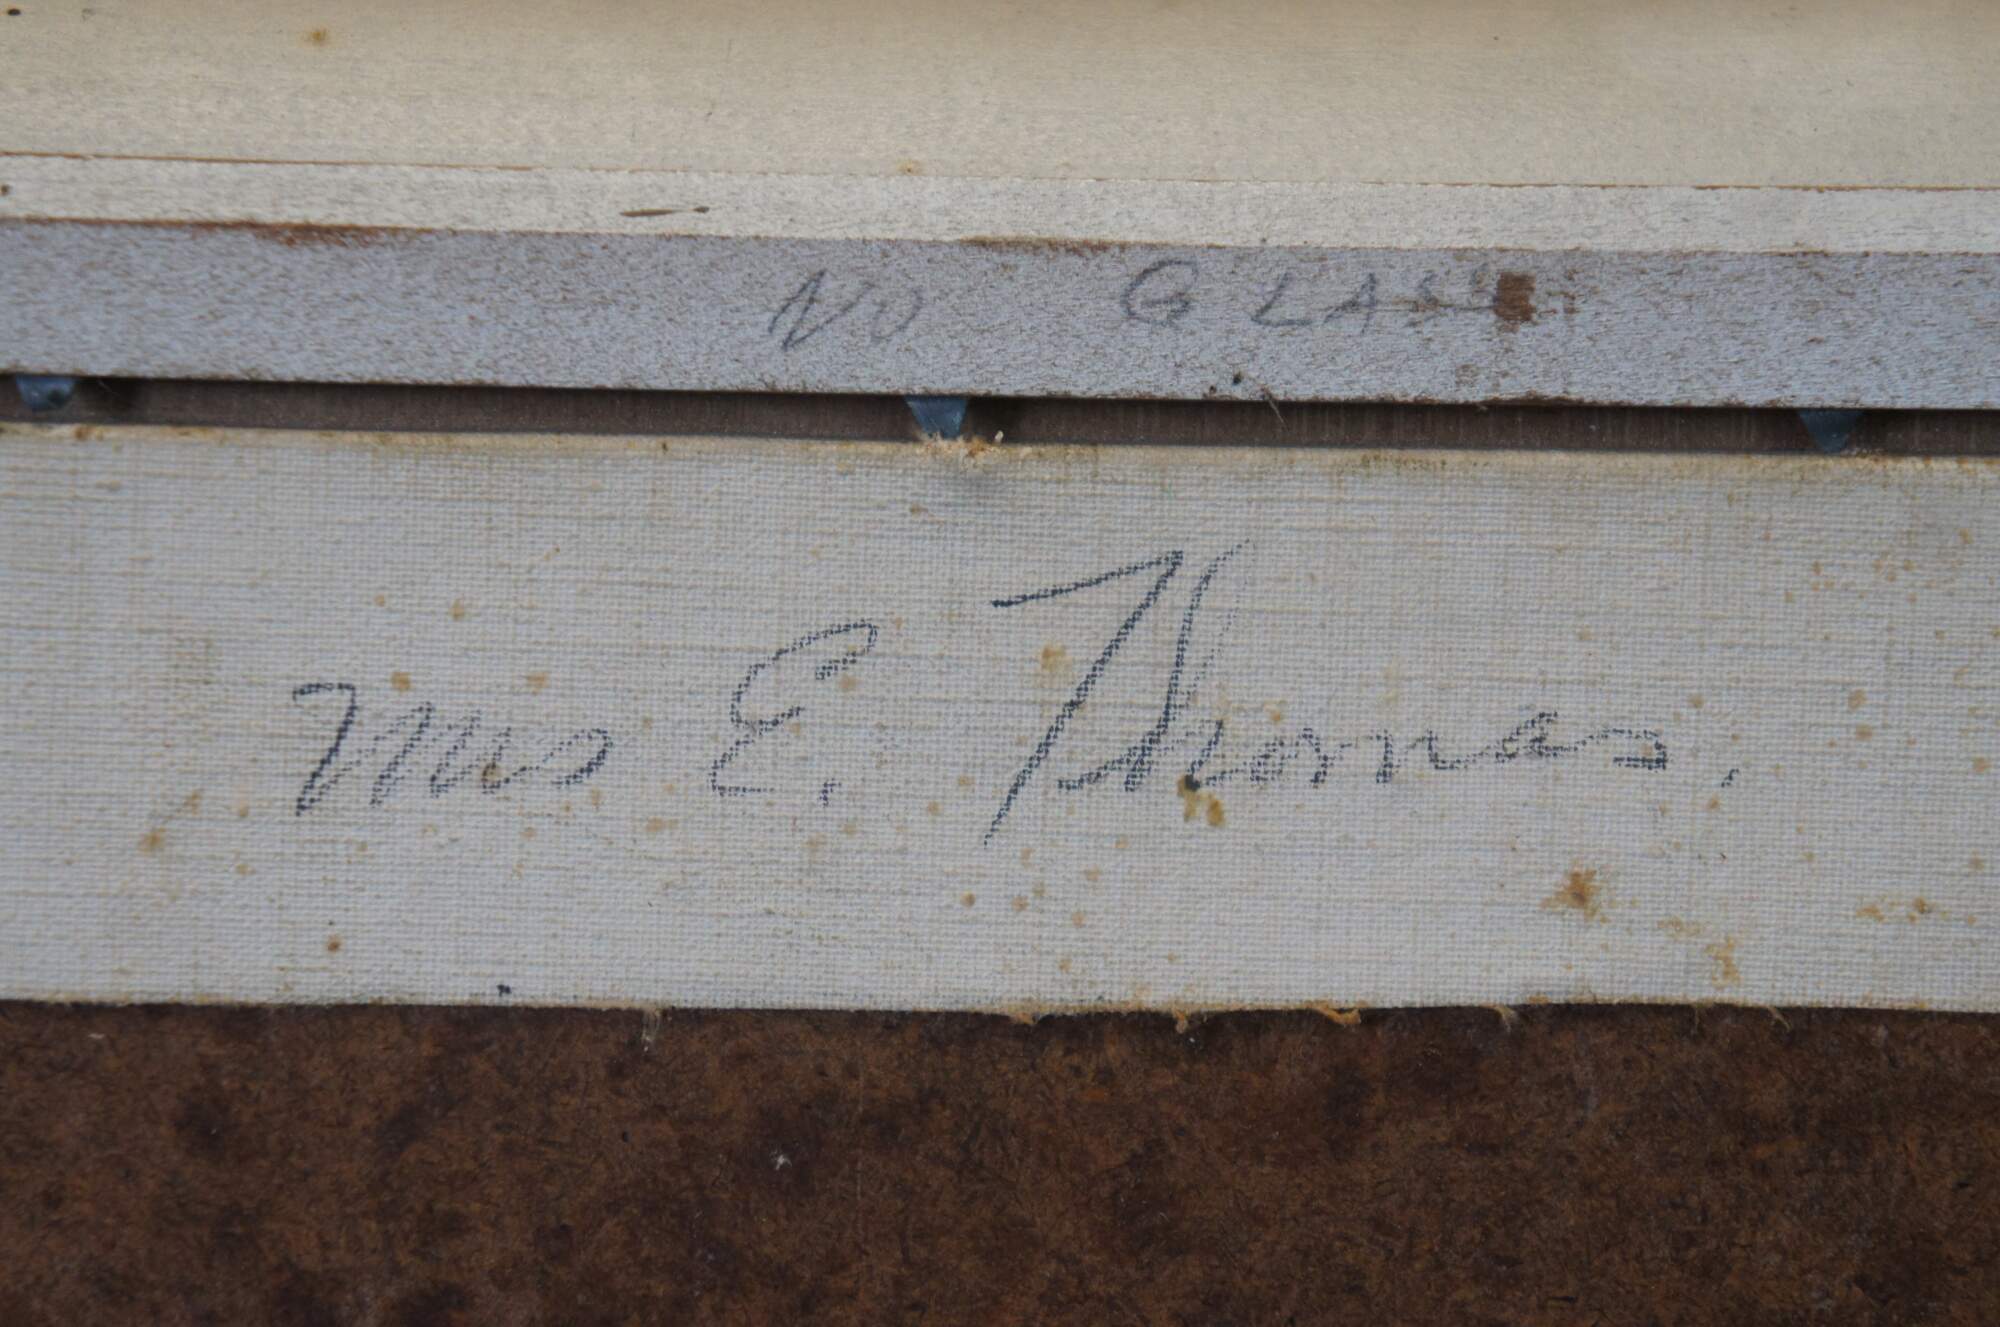 NO GLASS
Mrs E. Thomas,